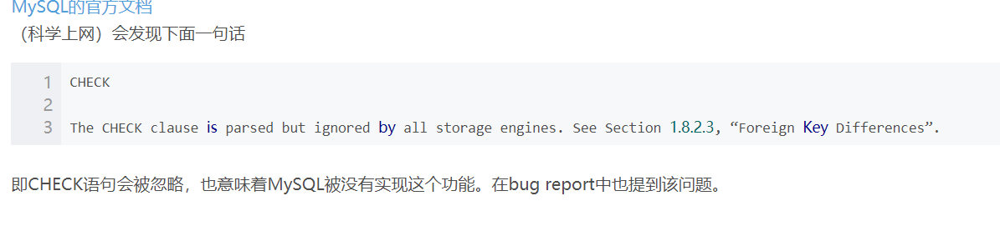 MySQL的官方文档
（科学上网）会发现下面一句话
1 CHECK
2
3 The CHECK clause is parsed but ignored by all storage engines. See Section 1.8.2.3, “Foreign Key Differences”.
即CHECK语句会被忽略，也意味着MySQL被没有实现这个功能。在bug report中也提到该问题。